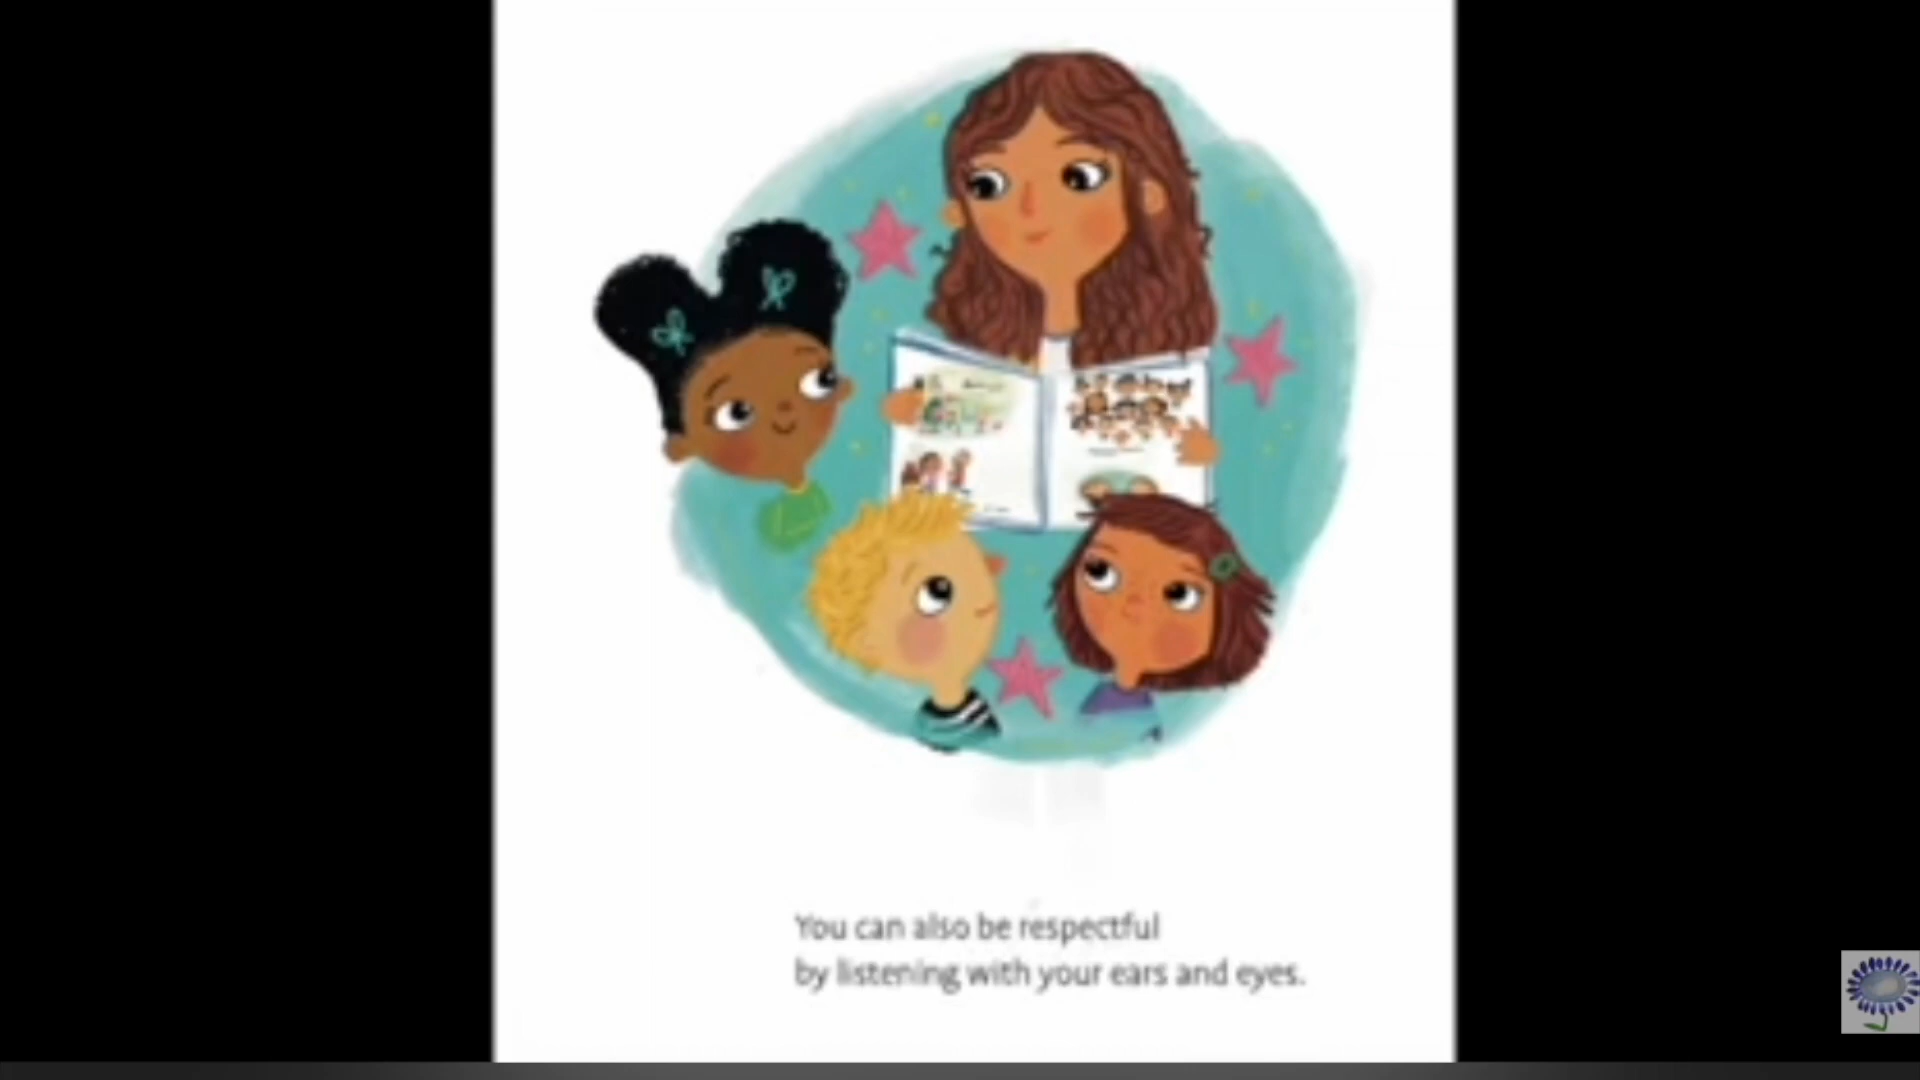 You can also be respectful
by listening with your ears and eyes.